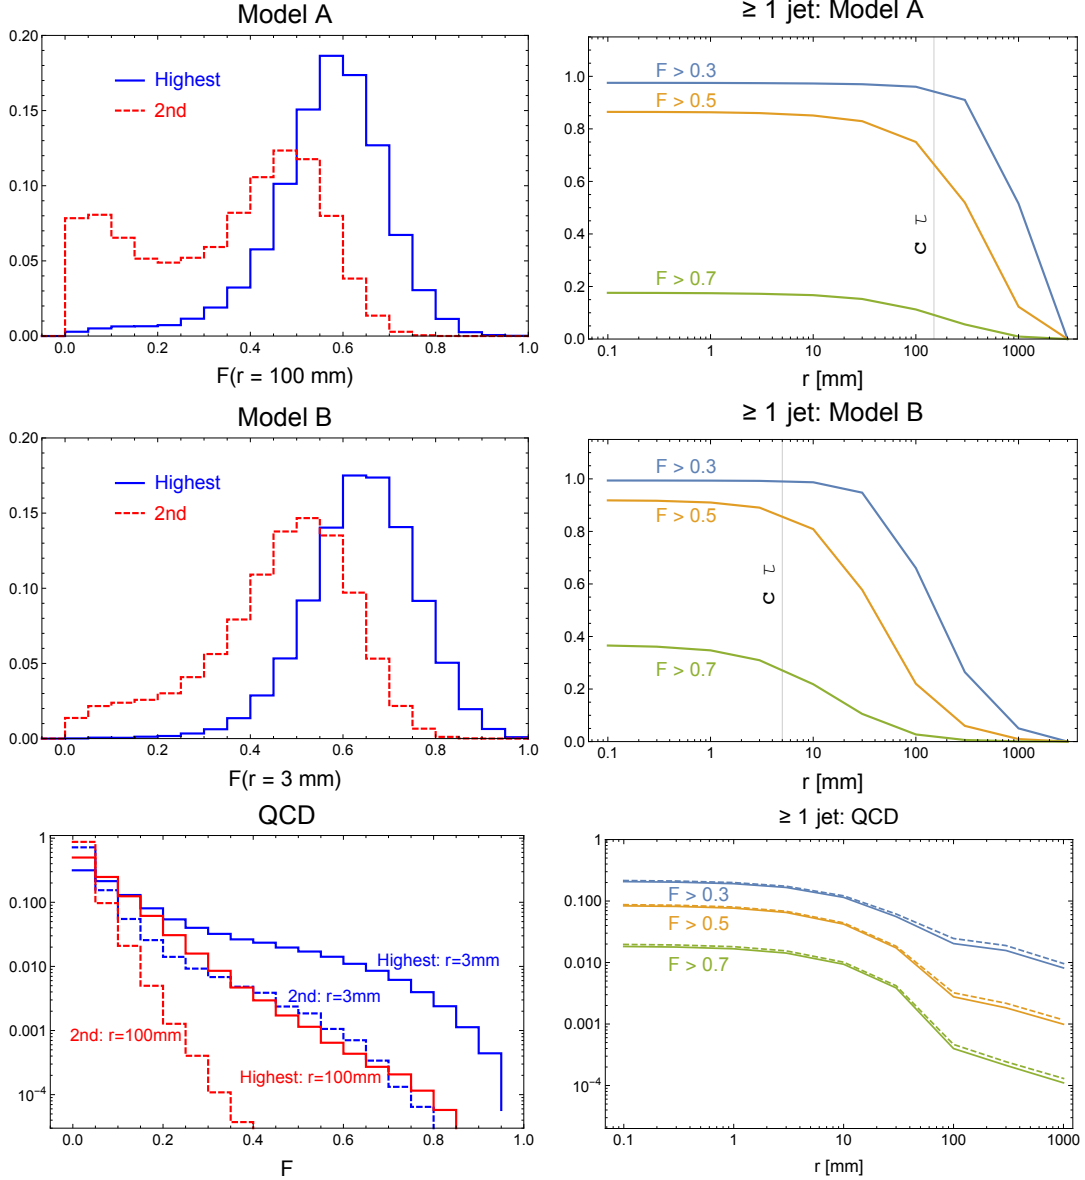 Model A
0.20
0.15
0.10
0.05
0.00
Highest
2nd
0.0 0.2 0.4 0.6 0.8 1.0
F(r = 100 mm)
≥ 1 jet: Model A
1.0
0.8
0.6
0.4
0.2
0.0
F > 0.3
F > 0.5
F > 0.7
c τ
0.1 1 10 100 1000
r [mm]
Model B
0.20
0.15
0.10
0.05
0.00
Highest
2nd
0.0 0.2 0.4 0.6 0.8 1.0
F(r = 3 mm)
≥ 1 jet: Model B
1.0
0.8
0.6
0.4
0.2
0.0
F > 0.3
F > 0.5
F > 0.7
c τ
0.1 1 10 100 1000
r [mm]
QCD
1
0.100
0.010
0.001
10⁻⁴
Highest: r=3mm
2nd: r=3mm
2nd: r=100mm
Highest: r=100mm
0.0 0.2 0.4 0.6 0.8 1.0
F
≥ 1 jet: QCD
1
0.100
0.010
0.001
10⁻⁴
F > 0.3
F > 0.5
F > 0.7
0.1 1 10 100 1000
r [mm]